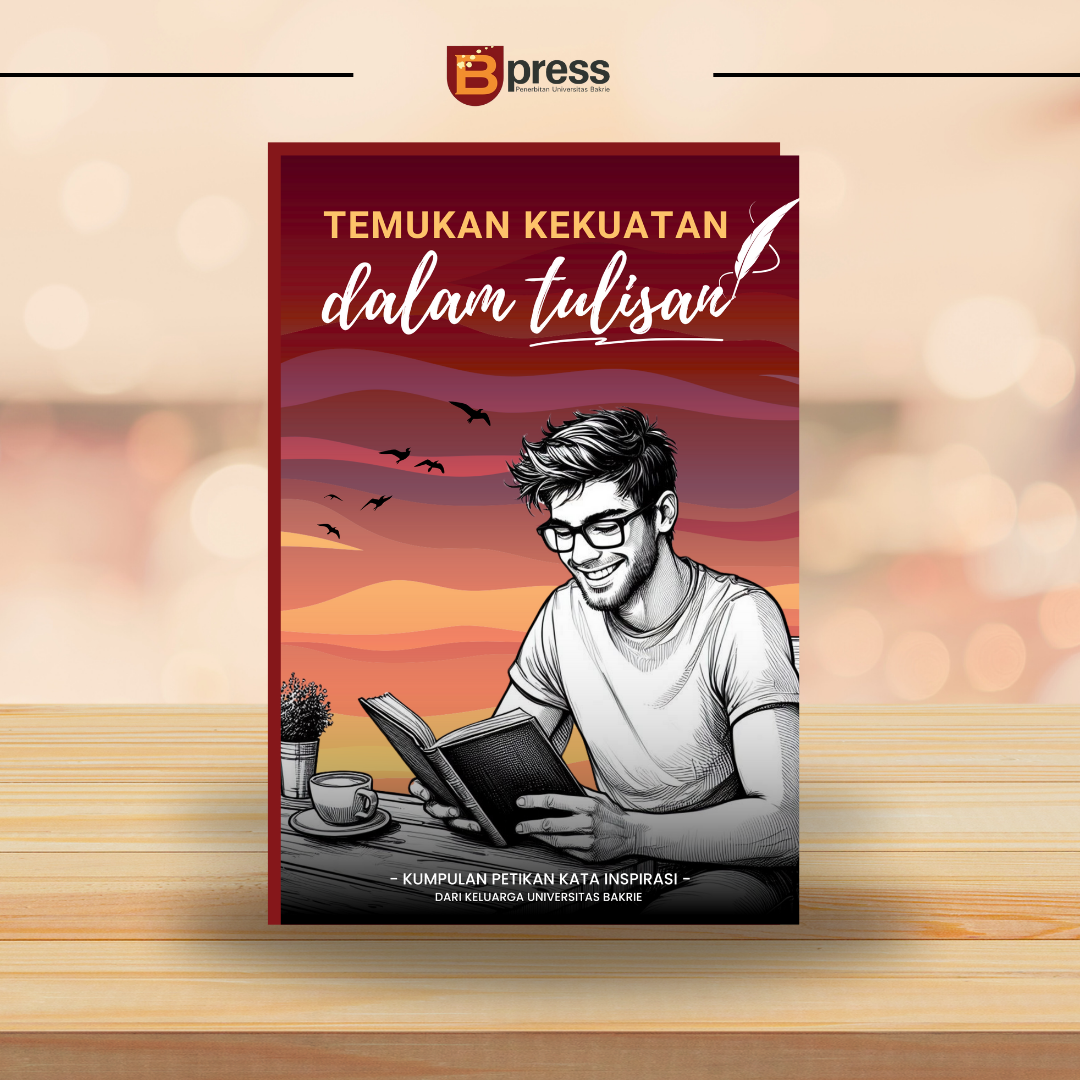 Bpress
Penerbitan Universitas Bakrie
TEMUKAN KEKUATAN
dalam tulisan
- KUMPULAN PETIKAN KATA INSPIRASI -
DARI KELUARGA UNIVERSITAS BAKRIE